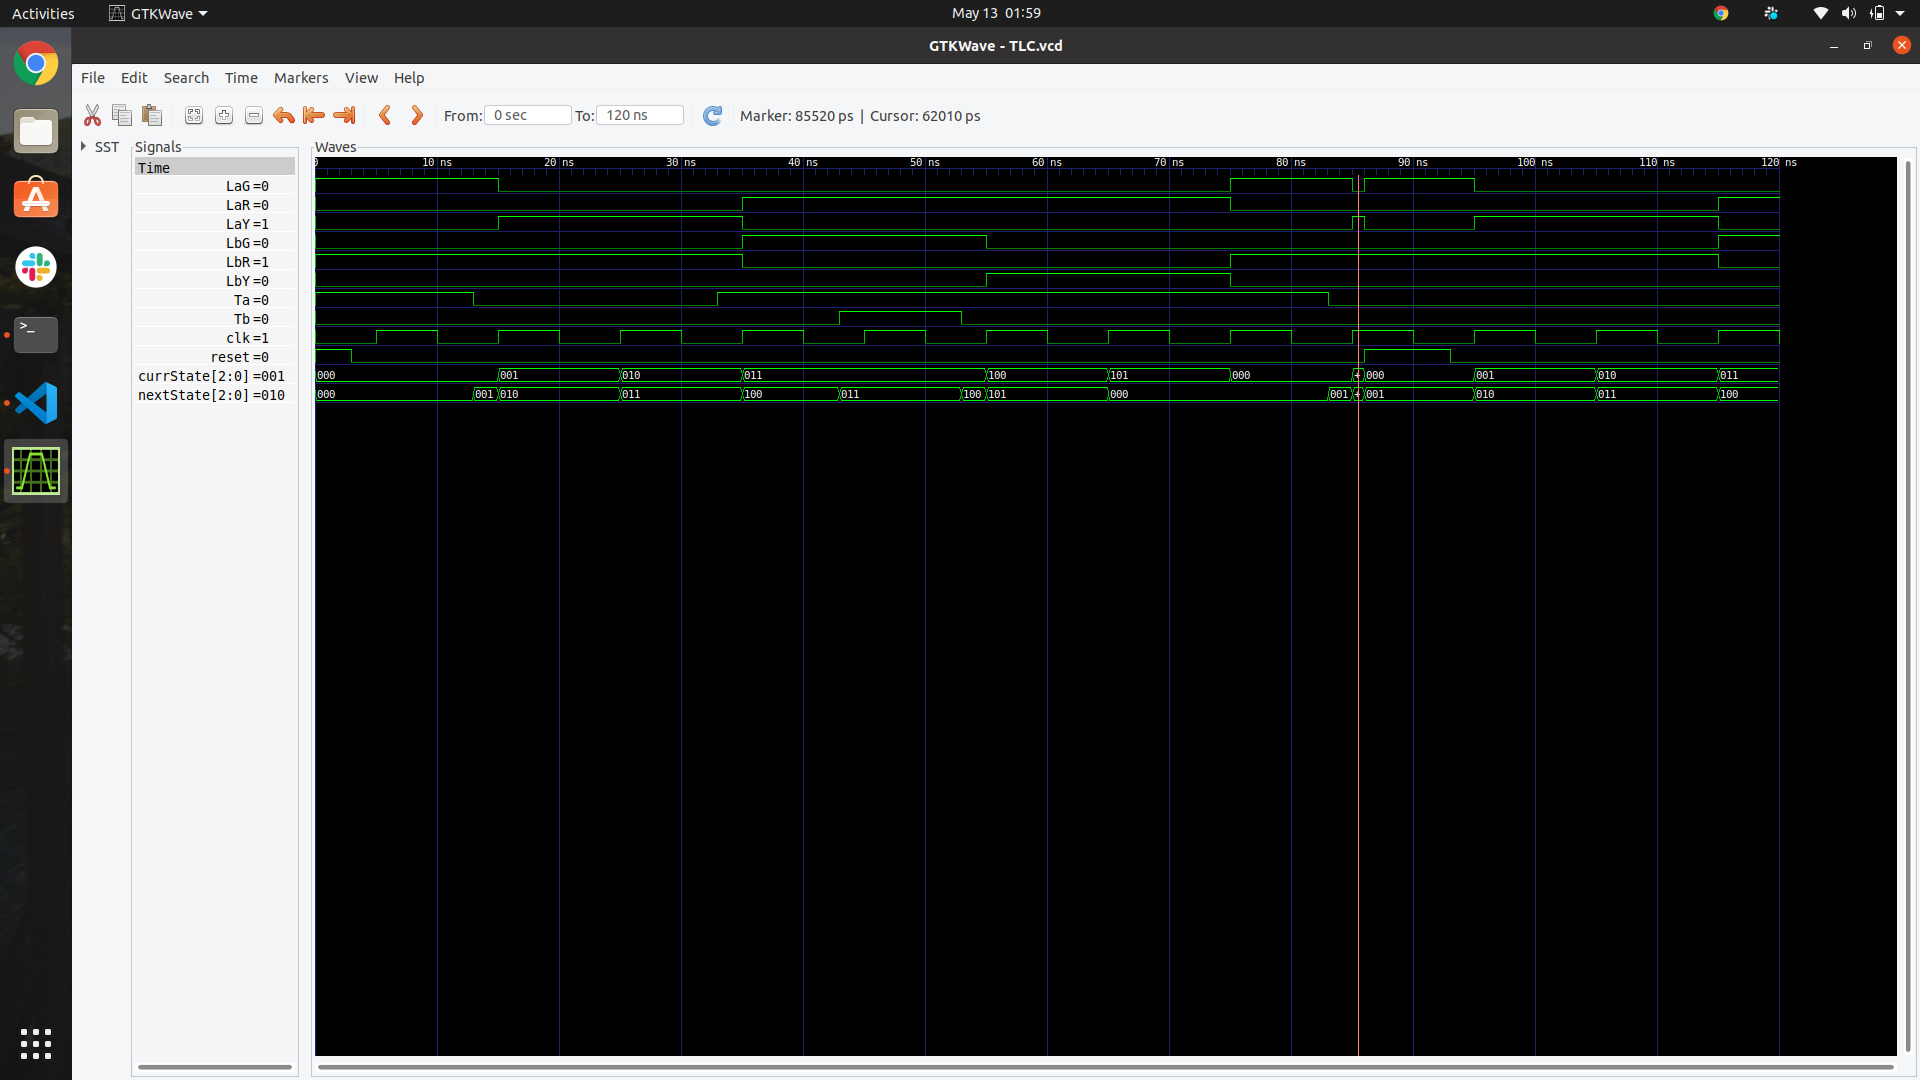 Activities GTKWave May 13 01:59
GTKWave - TLC.vcd
File Edit Search Time Markers View Help
From: 0 sec To: 120 ns Marker: 85520 ps | Cursor: 62010 ps
SST Signals Waves
Time 0 10 ns 20 ns 30 ns 40 ns 50 ns 60 ns 70 ns 80 ns 90 ns 100 ns 110 ns 120 ns
LaG=0
LaR=0
LaY=1
LbG=0
LbR=1
LbY=0
Ta=0
Tb=0
clk=1
reset=0
currState[2:0]=001 000 001 010 011 100 101 000 + 000 001 010 011
nextState[2:0]=010 000 001 010 011 100 011 100 101 000 001 + 001 010 011 100